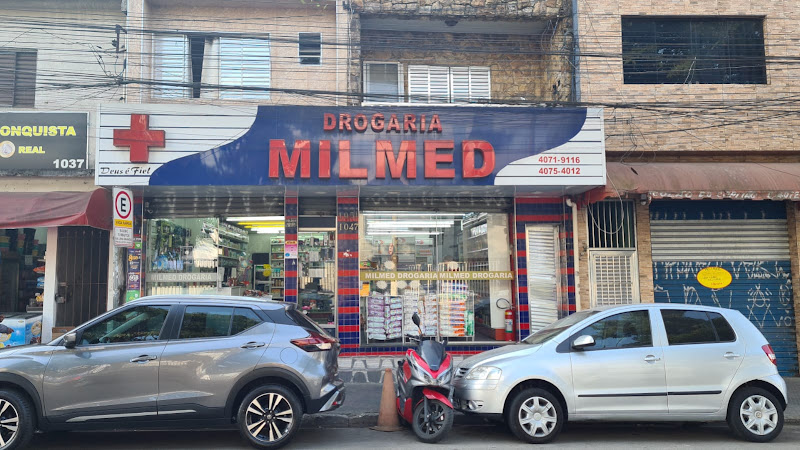 ONQUISTA
REAL
1037
Deus é Fiel
DROGARIA
MILMED
4071-9116
4075-4012
E
1047
MILMED DROGARIA MILMED DROGARIA